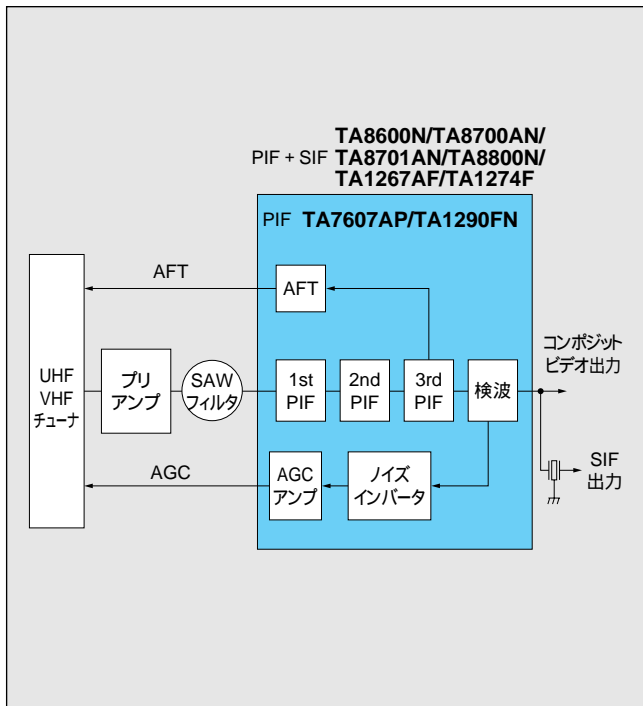 TA8600N/TA8700AN/
PIF + SIF TA8701AN/TA8800N/
TA1267AF/TA1274F
PIF TA7607AP/TA1290FN
AFT
AFT
UHF
VHF
チューナ
プリ
アンプ
SAW
フィルタ
1st
PIF
2nd
PIF
3rd
PIF
検波
コンポジット
ビデオ出力
AGC
AGC
アンプ
ノイズ
インバータ
SIF
出力